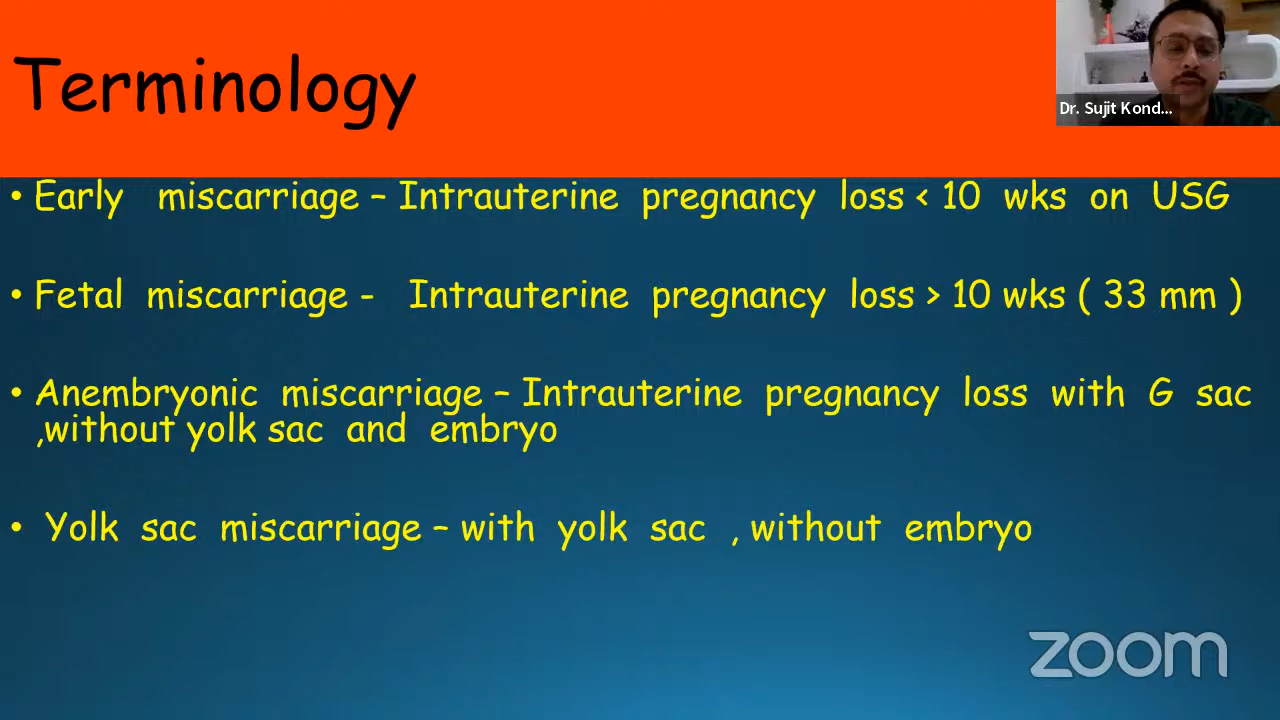 Terminology
Dr. Sujit Kond...
• Early miscarriage – Intrauterine pregnancy loss < 10 wks on USG
• Fetal miscarriage - Intrauterine pregnancy loss > 10 wks ( 33 mm )
• Anembryonic miscarriage – Intrauterine pregnancy loss with G sac
,without yolk sac and embryo
• Yolk sac miscarriage – with yolk sac , without embryo
zoom